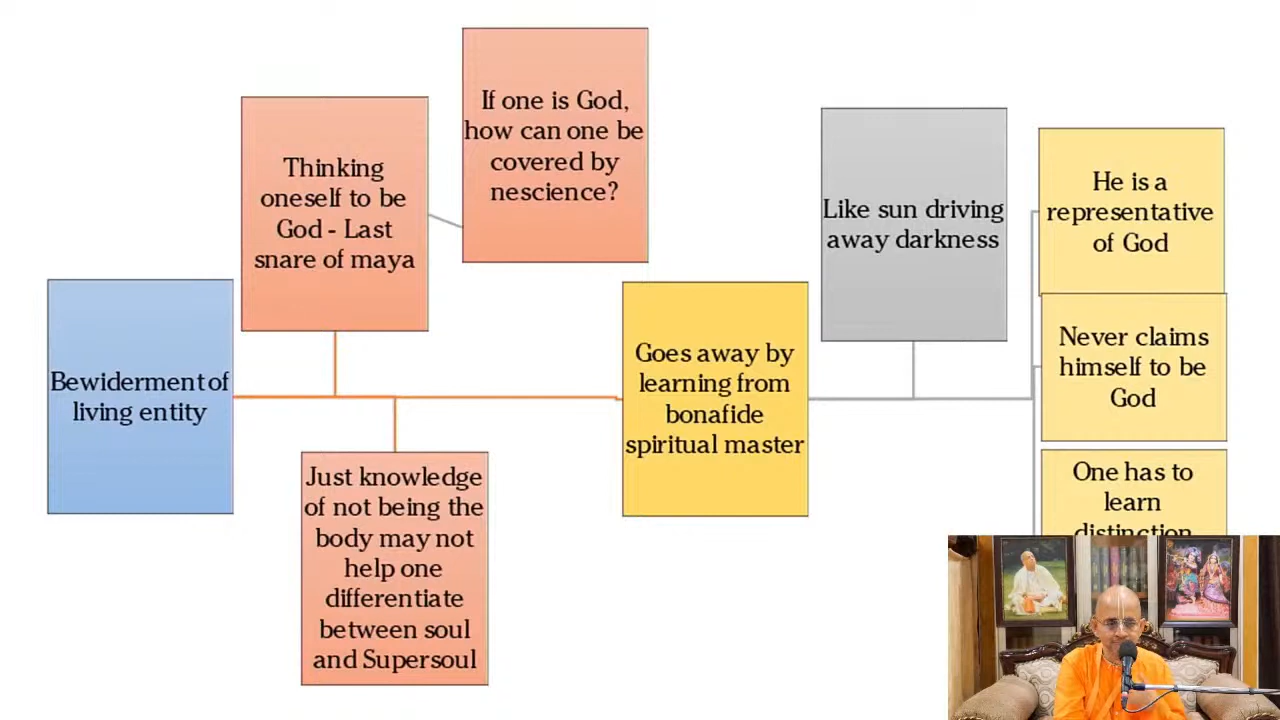 If one is God,
how can one be
covered by
nescience?
Thinking
oneself to be
God - Last
snare of maya
Like sun driving
away darkness
He is a
representative
of God
Bewiderment of
living entity
Goes away by
learning from
bonafide
spiritual master
Never claims
himself to be
God
Just knowledge
of not being the
body may not
help one
differentiate
between soul
and Supersoul
One has to
learn
distinction